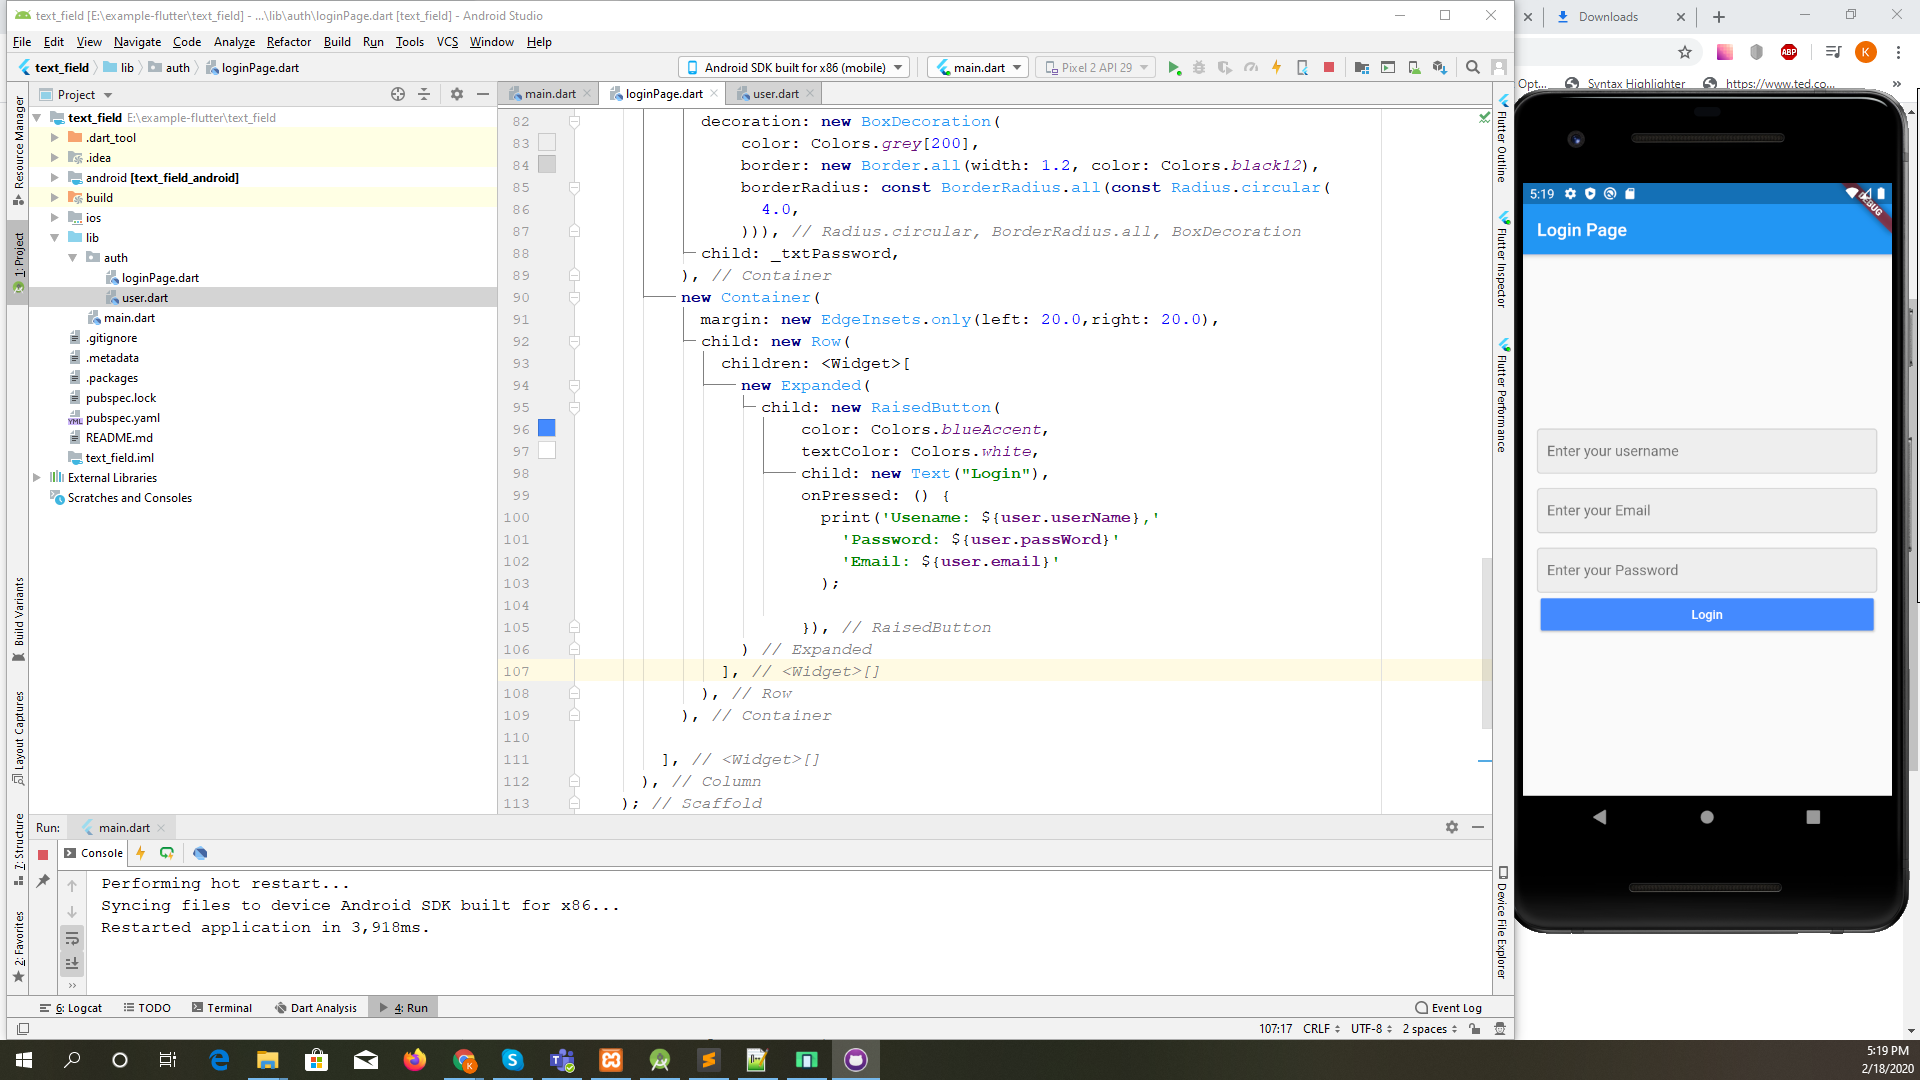 text_field [E:\example-flutter\text_field] - ...\lib\auth\loginPage.dart [text_field] - Android Studio
File Edit View Navigate Code Analyze Refactor Build Run Tools VCS Window Help
text_field lib auth loginPage.dart
Android SDK built for x86 (mobile) main.dart Pixel 2 API 29
Project
main.dart loginPage.dart user.dart
text_field E:\example-flutter\text_field
.dart_tool
.idea
android [text_field_android]
build
ios
lib
auth
loginPage.dart
user.dart
main.dart
.gitignore
.metadata
.packages
pubspec.lock
pubspec.yaml
README.md
text_field.iml
External Libraries
Scratches and Consoles
Resource Manager
1: Project
Build Variants
Layout Captures
7: Structure
2: Favorites
82 decoration: new BoxDecoration(
83 color: Colors.grey[200],
84 border: new Border.all(width: 1.2, color: Colors.black12),
85 borderRadius: const BorderRadius.all(const Radius.circular(
86 4.0,
87 ))), // Radius.circular, BorderRadius.all, BoxDecoration
88 child: _txtPassword,
89 ), // Container
90 new Container(
91 margin: new EdgeInsets.only(left: 20.0,right: 20.0),
92 child: new Row(
93 children: <Widget>[
94 new Expanded(
95 child: new RaisedButton(
96 color: Colors.blueAccent,
97 textColor: Colors.white,
98 child: new Text("Login"),
99 onPressed: () {
100 print('Usename: ${user.userName},'
101 'Password: ${user.passWord}'
102 'Email: ${user.email}'
103 );
104
105 }), // RaisedButton
106 ) // Expanded
107 ], // <Widget>[]
108 ), // Row
109 ), // Container
110
111 ], // <Widget>[]
112 ), // Column
113 ); // Scaffold
Flutter Outline
Flutter Inspector
Flutter Performance
Device File Explorer
Run: main.dart
Console
Performing hot restart...
Syncing files to device Android SDK built for x86...
Restarted application in 3,918ms.
6: Logcat TODO Terminal Dart Analysis 4: Run Event Log
107:17 CRLF UTF-8 2 spaces
Downloads
ABP
K
Opt... Syntax Highlighter https://www.ted.co...
5:19
DEBUG
Login Page
Enter your username
Enter your Email
Enter your Password
Login
5:19 PM
2/18/2020